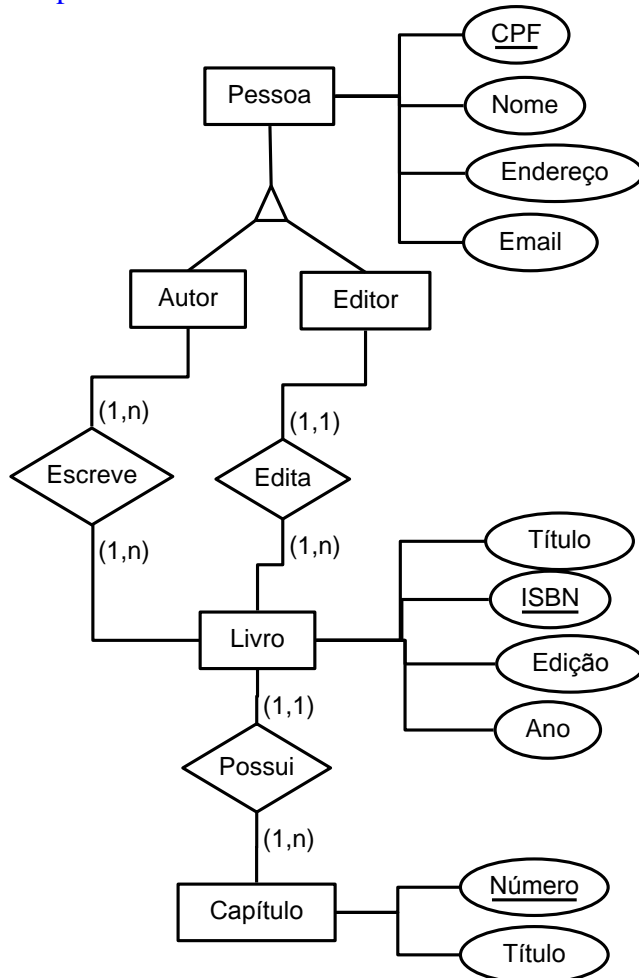 CPF
Pessoa
Nome
Endereço
Email
Autor
Editor
(1,n)
(1,1)
Escreve
Edita
(1,n)
(1,n)
Título
ISBN
Livro
Edição
(1,1)
Ano
Possui
(1,n)
Número
Capítulo
Título